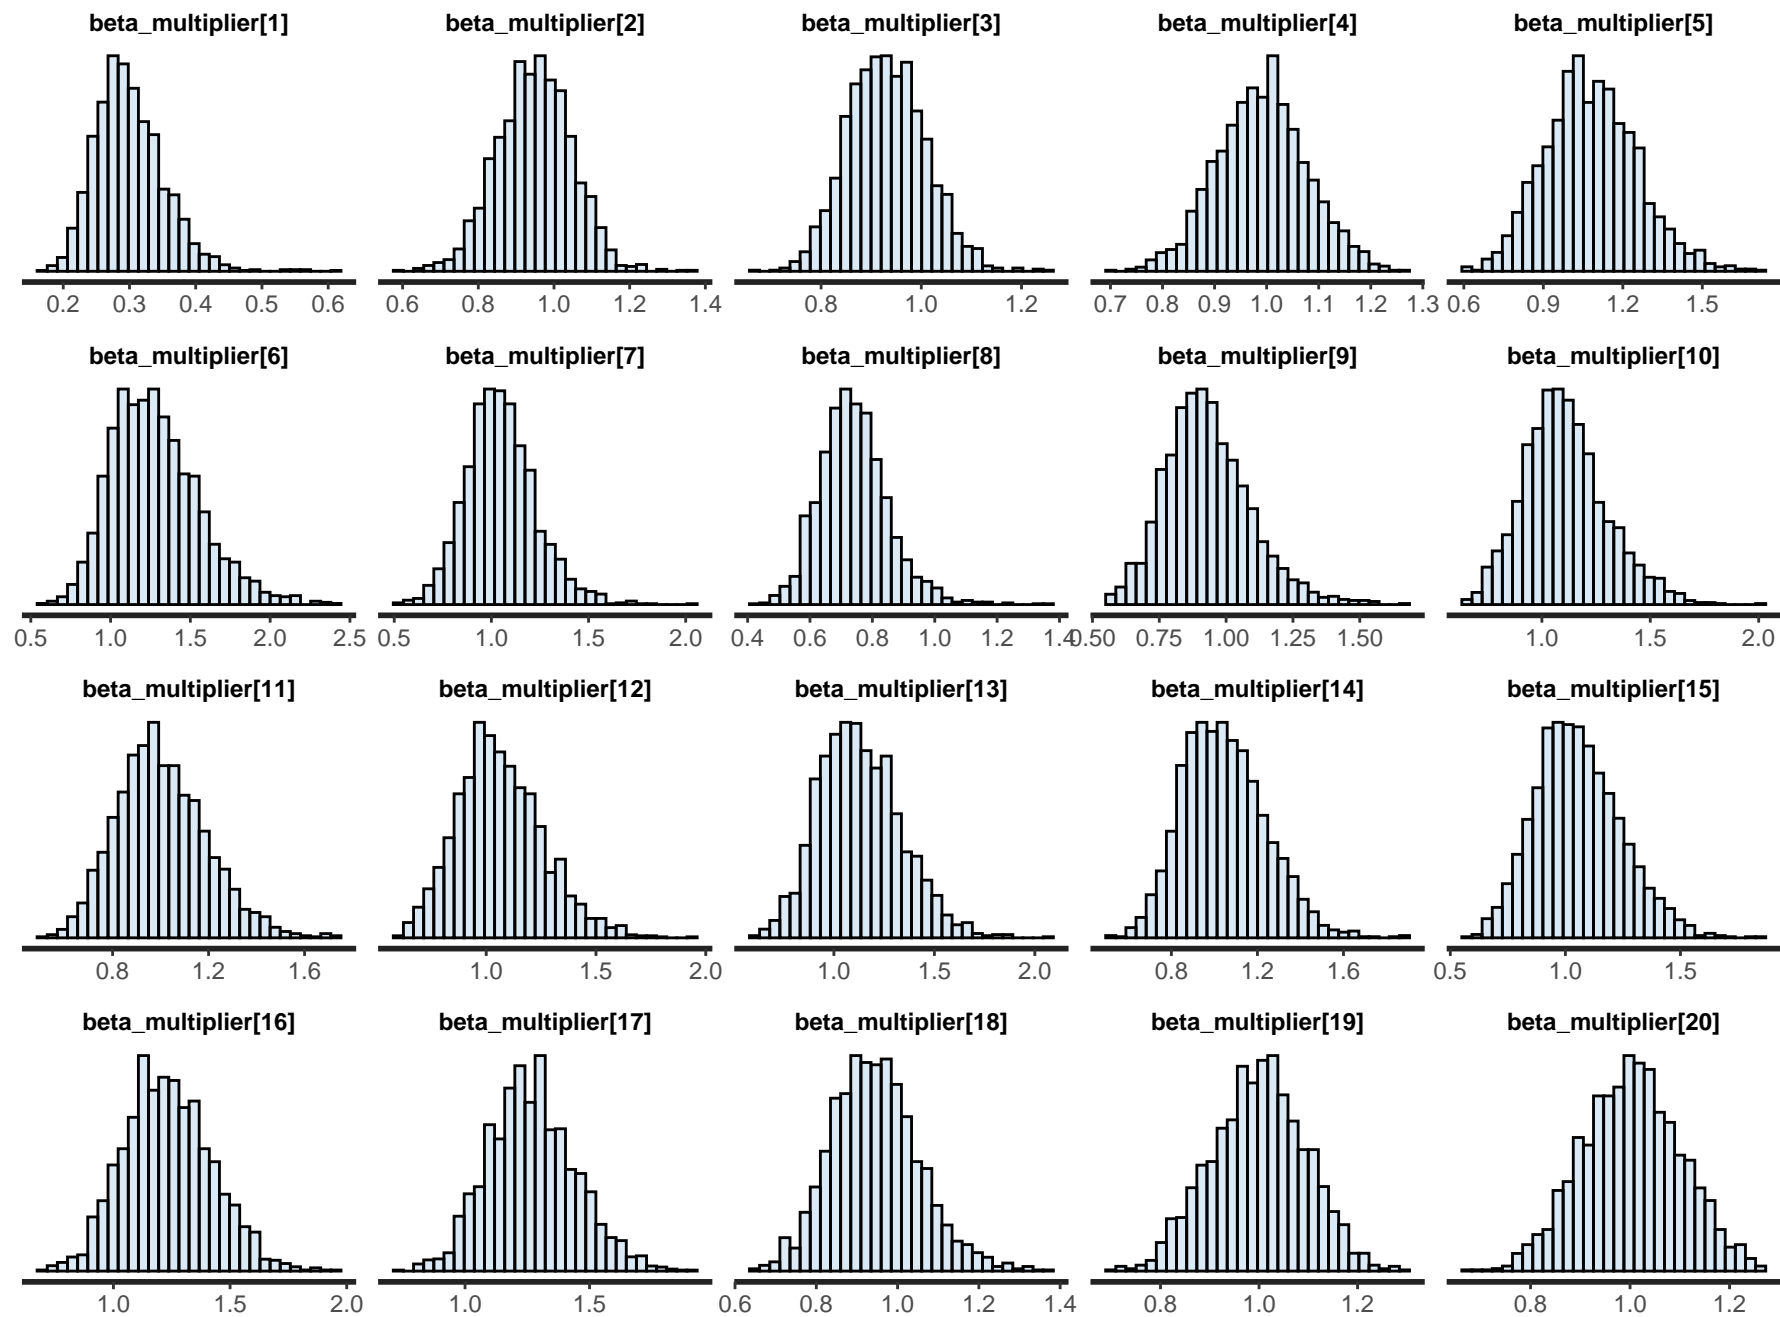 beta_multiplier[1] beta_multiplier[2] beta_multiplier[3] beta_multiplier[4] beta_multiplier[5]
0.2 0.3 0.4 0.5 0.6 0.6 0.8 1.0 1.2 1.4 0.8 1.0 1.2 0.7 0.8 0.9 1.0 1.1 1.2 1.3 0.6 0.9 1.2 1.5
beta_multiplier[6] beta_multiplier[7] beta_multiplier[8] beta_multiplier[9] beta_multiplier[10]
0.5 1.0 1.5 2.0 2.5 0.5 1.0 1.5 2.0 0.4 0.6 0.8 1.0 1.2 1.4 0.50 0.75 1.00 1.25 1.50 1.0 1.5 2.0
beta_multiplier[11] beta_multiplier[12] beta_multiplier[13] beta_multiplier[14] beta_multiplier[15]
0.8 1.2 1.6 1.0 1.5 2.0 1.0 1.5 2.0 0.8 1.2 1.6 0.5 1.0 1.5
beta_multiplier[16] beta_multiplier[17] beta_multiplier[18] beta_multiplier[19] beta_multiplier[20]
1.0 1.5 2.0 1.0 1.5 0.6 0.8 1.0 1.2 1.4 0.8 1.0 1.2 0.8 1.0 1.2